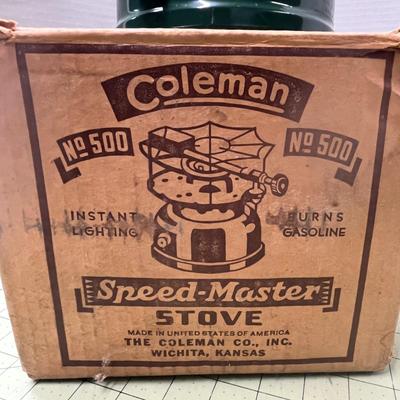 Coleman
Nº 500 Nº 500
INSTANT LIGHTING
BURNS GASOLINE
Speed-Master
STOVE
MADE IN UNITED STATES OF AMERICA
THE COLEMAN CO., INC.
WICHITA, KANSAS